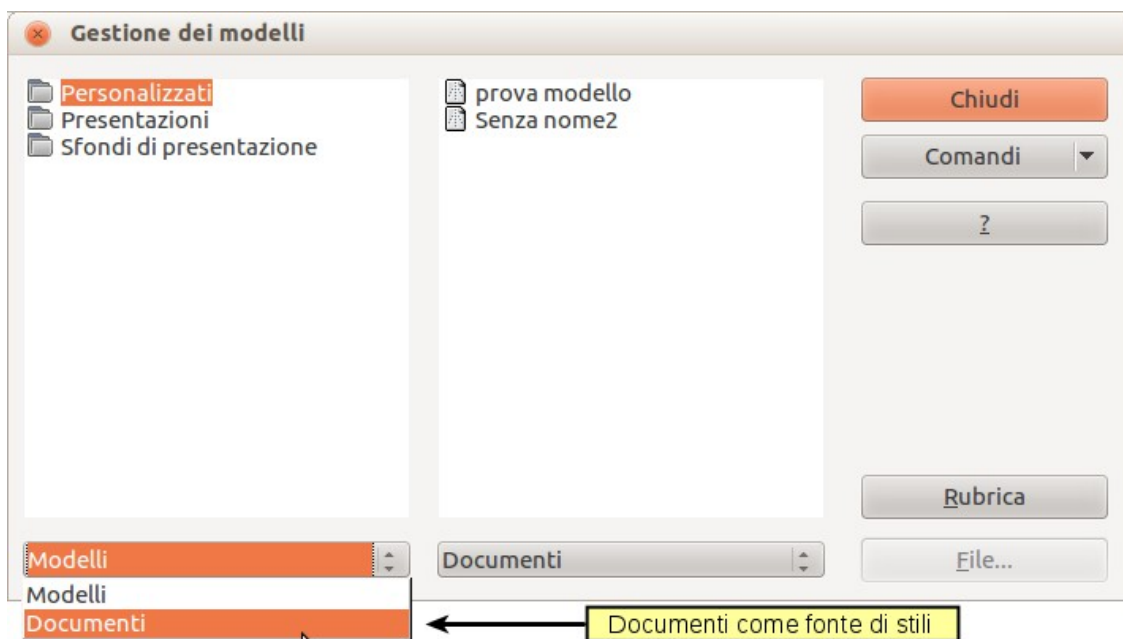 Gestione dei modelli
Personalizzati
Presentazioni
Sfondi di presentazione
prova modello
Senza nome2
Chiudi
Comandi
?
Rubrica
File...
Modelli
Documenti
Modelli
Documenti
Documenti come fonte di stili